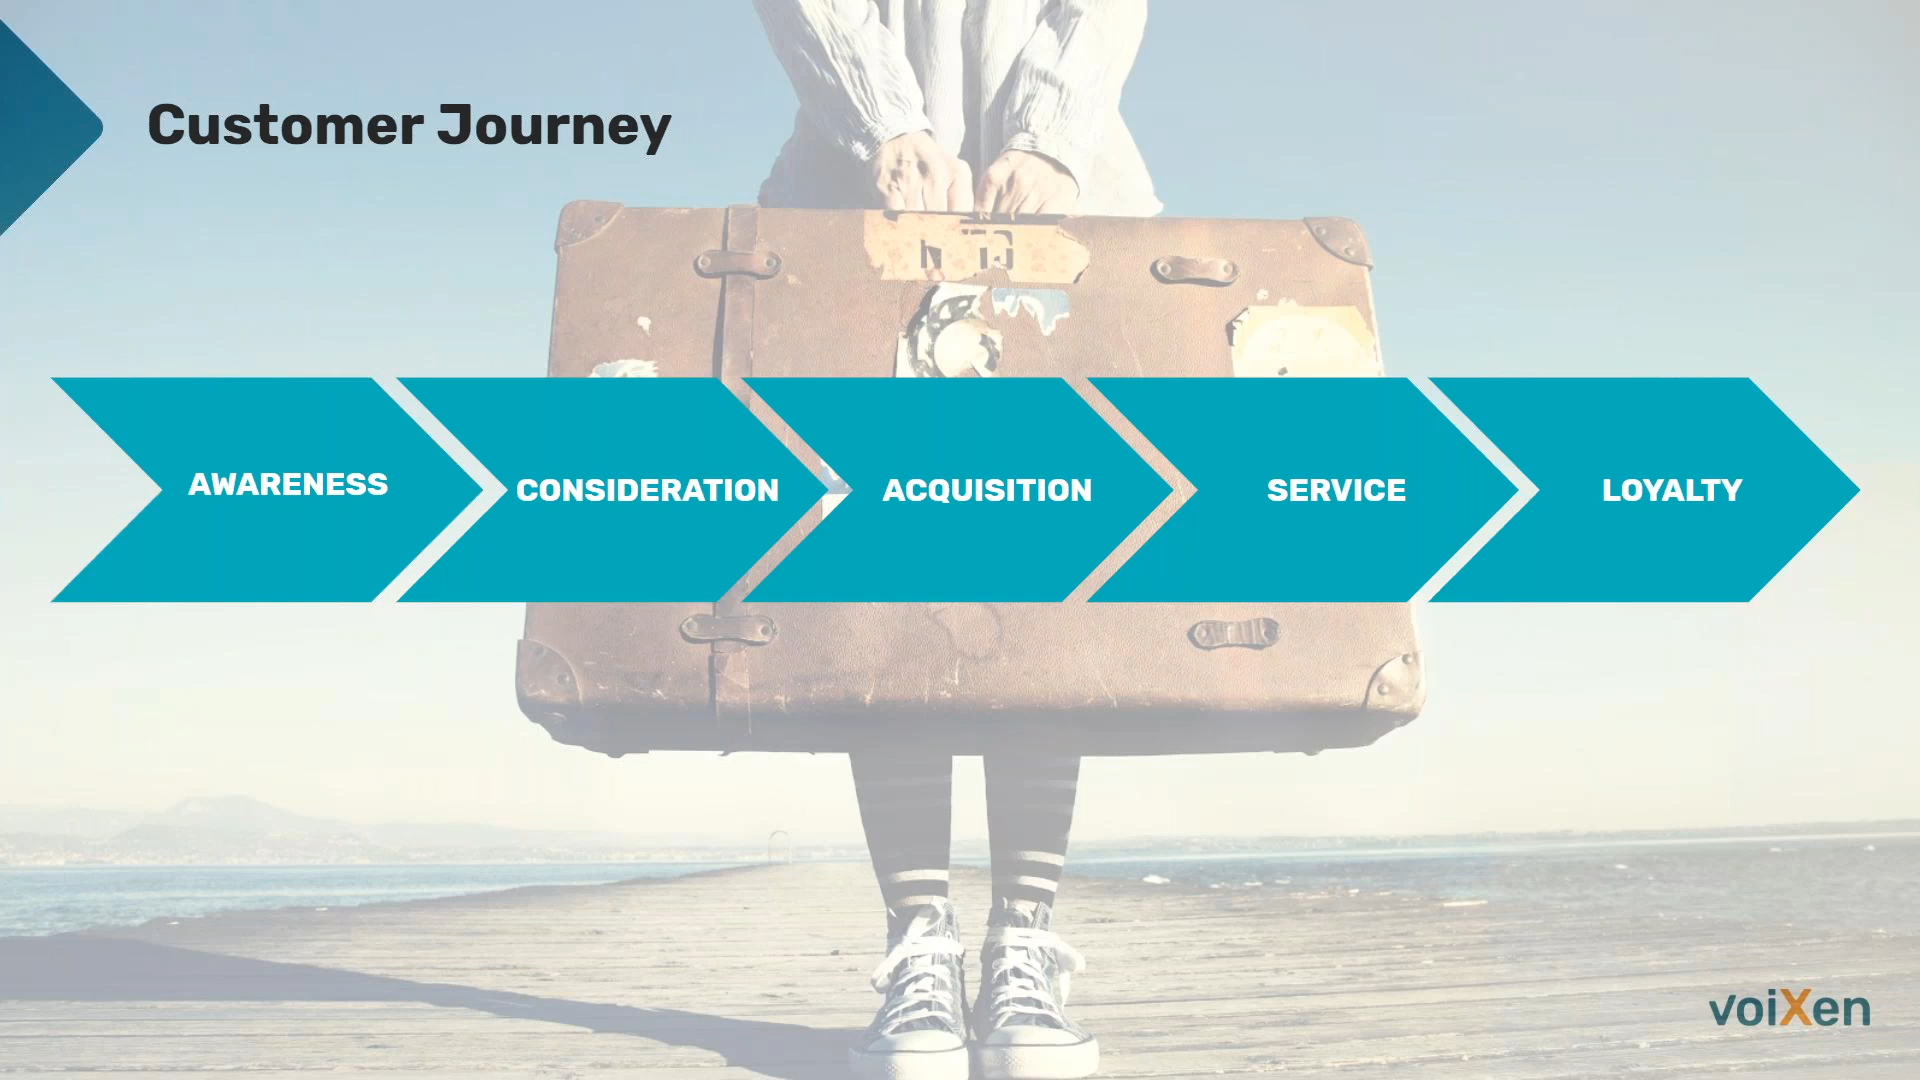 Customer Journey
AWARENESS
CONSIDERATION
ACQUISITION
SERVICE
LOYALTY
voiXen